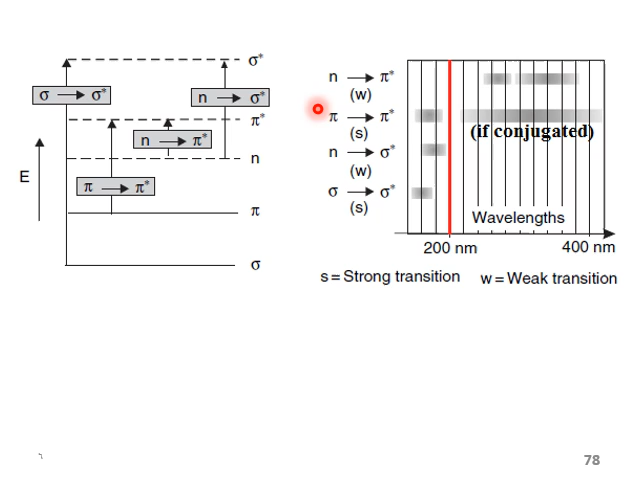 σ*
σ → σ*
n → σ*
π*
n → π*
n
E
π → π*
π
σ
n → π*
(w)
π → π*
(s)
(if conjugated)
n → σ*
(w)
σ → σ*
(s)
Wavelengths
200 nm
400 nm
s = Strong transition
w = Weak transition
78